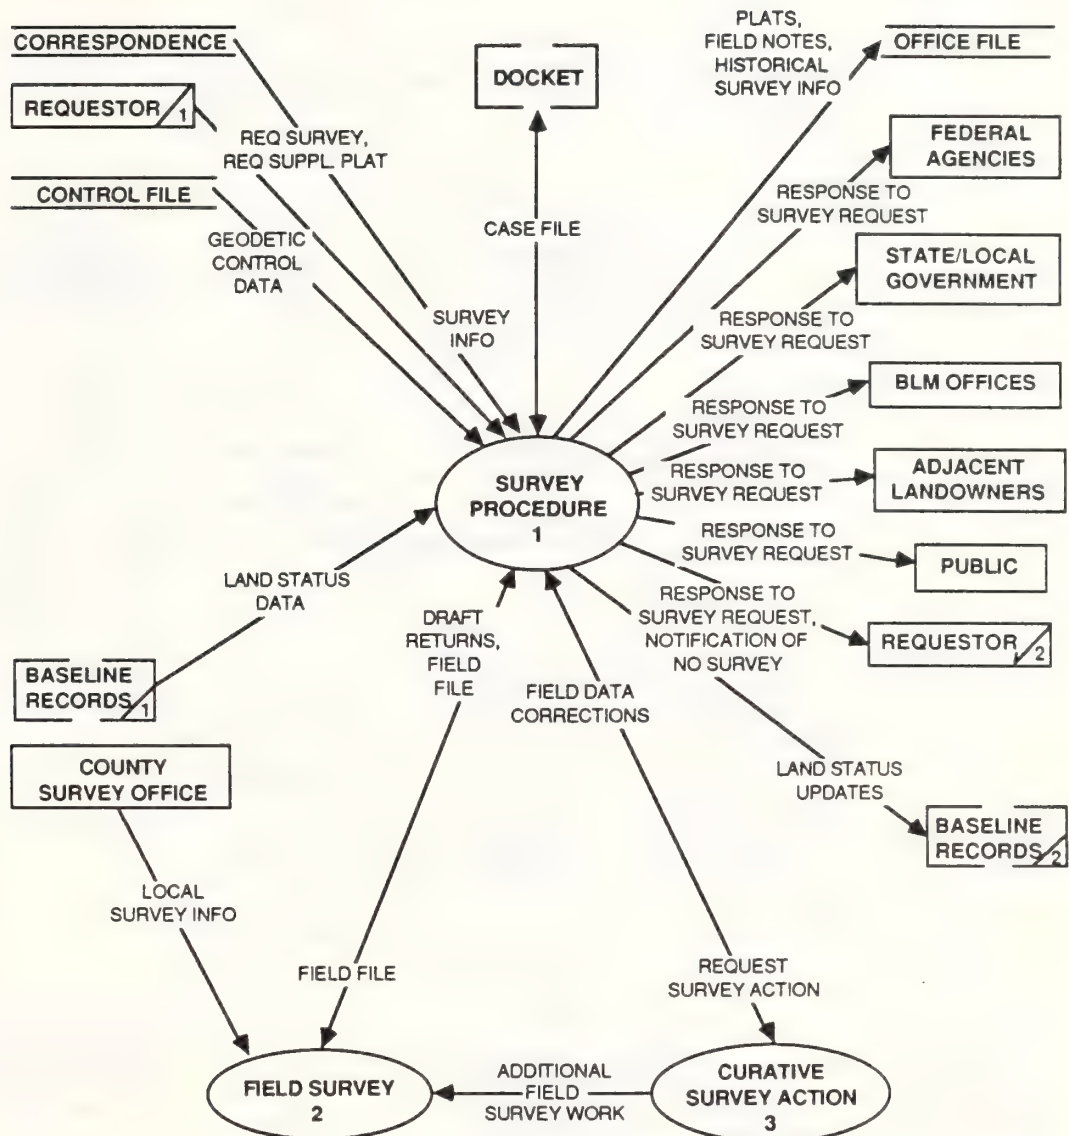 CORRESPONDENCE
REQUESTOR
1
REQ SURVEY,
REQ SUPPL. PLAT
CONTROL FILE
GEODETIC
CONTROL
DATA
SURVEY
INFO
DOCKET
CASE FILE
PLATS,
FIELD NOTES,
HISTORICAL
SURVEY INFO
OFFICE FILE
FEDERAL
AGENCIES
RESPONSE TO
SURVEY REQUEST
STATE/LOCAL
GOVERNMENT
RESPONSE TO
SURVEY REQUEST
BLM OFFICES
RESPONSE TO
SURVEY REQUEST
ADJACENT
LANDOWNERS
RESPONSE TO
SURVEY REQUEST
PUBLIC
RESPONSE TO
SURVEY REQUEST
REQUESTOR
2
RESPONSE TO
SURVEY REQUEST,
NOTIFICATION OF
NO SURVEY
SURVEY
PROCEDURE
1
LAND STATUS
DATA
BASELINE
RECORDS
1
COUNTY
SURVEY OFFICE
LOCAL
SURVEY INFO
DRAFT
RETURNS,
FIELD
FILE
FIELD DATA
CORRECTIONS
LAND STATUS
UPDATES
BASELINE
RECORDS
2
FIELD FILE
REQUEST
SURVEY ACTION
FIELD SURVEY
2
ADDITIONAL
FIELD
SURVEY WORK
CURATIVE
SURVEY ACTION
3